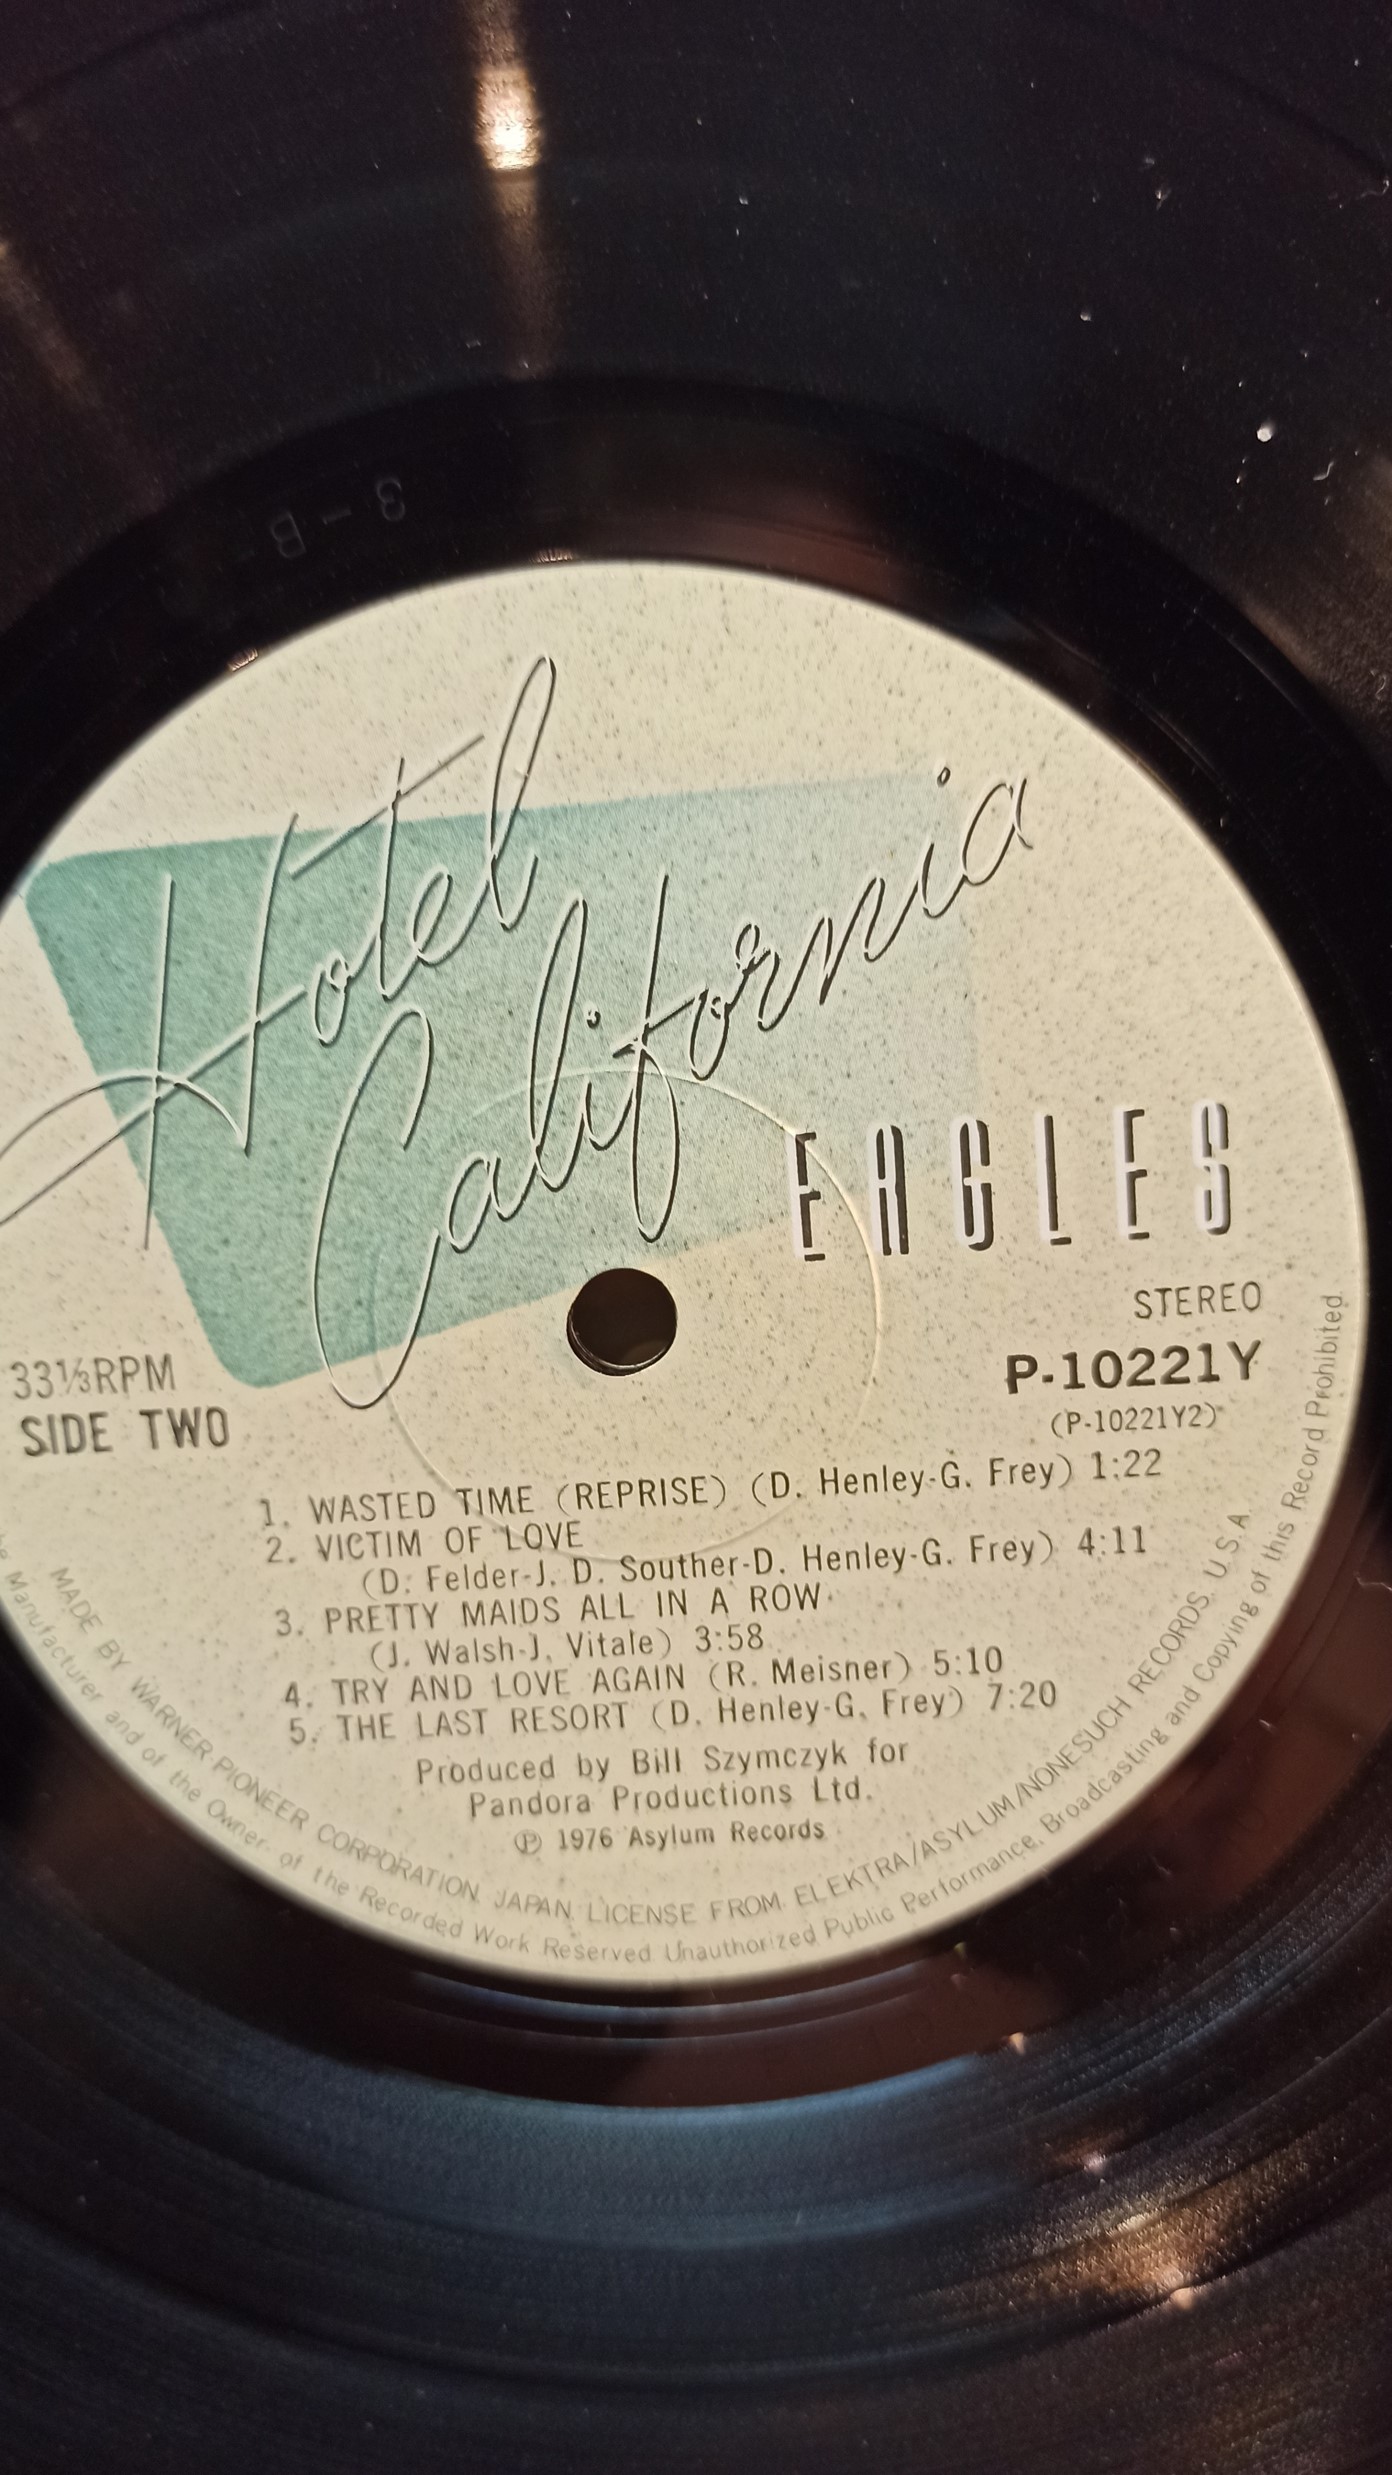 3-B
Hotel
California
EAGLES
STEREO
33⅓RPM
P-10221Y
SIDE TWO
(P-10221Y2)
1. WASTED TIME (REPRISE) (D. Henley-G. Frey) 1:22
2. VICTIM OF LOVE
(D. Felder-J. D. Souther-D. Henley-G. Frey) 4:11
3. PRETTY MAIDS ALL IN A ROW
(J. Walsh-J. Vitale) 3:58
4. TRY AND LOVE AGAIN (R. Meisner) 5:10
5. THE LAST RESORT (D. Henley-G. Frey) 7:20
Produced by Bill Szymczyk for
Pandora Productions Ltd.
Ⓟ 1976 Asylum Records
MADE BY WARNER PIONEER CORPORATION, JAPAN. LICENSE FROM. ELEKTRA/ASYLUM/NONESUCH RECORDS. U.S.A
Manufacturer and of the Owner of the Recorded Work Reserved Unauthorized Public Performance, Broadcasting and Copying of this Record Prohibited.